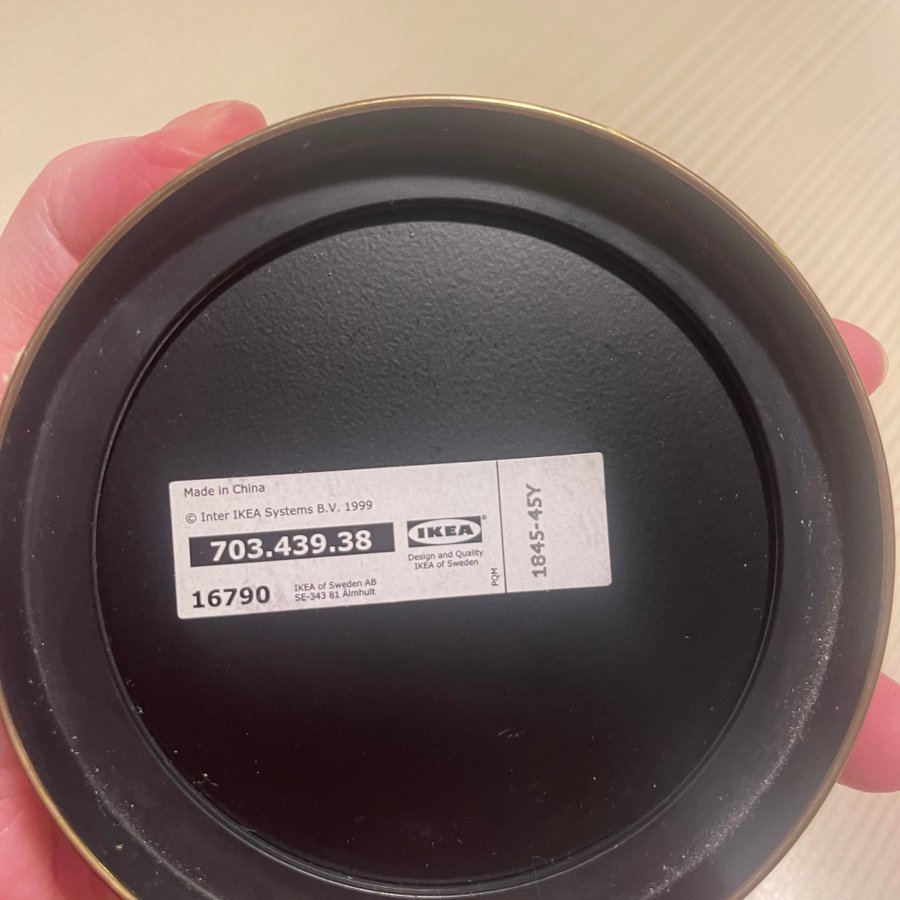 Made in China
© Inter IKEA Systems B.V. 1999
703.439.38
IKEA®
Design and Quality
IKEA of Sweden
16790
IKEA of Sweden AB
SE-343 81 Älmhult
PQM
1845-45Y